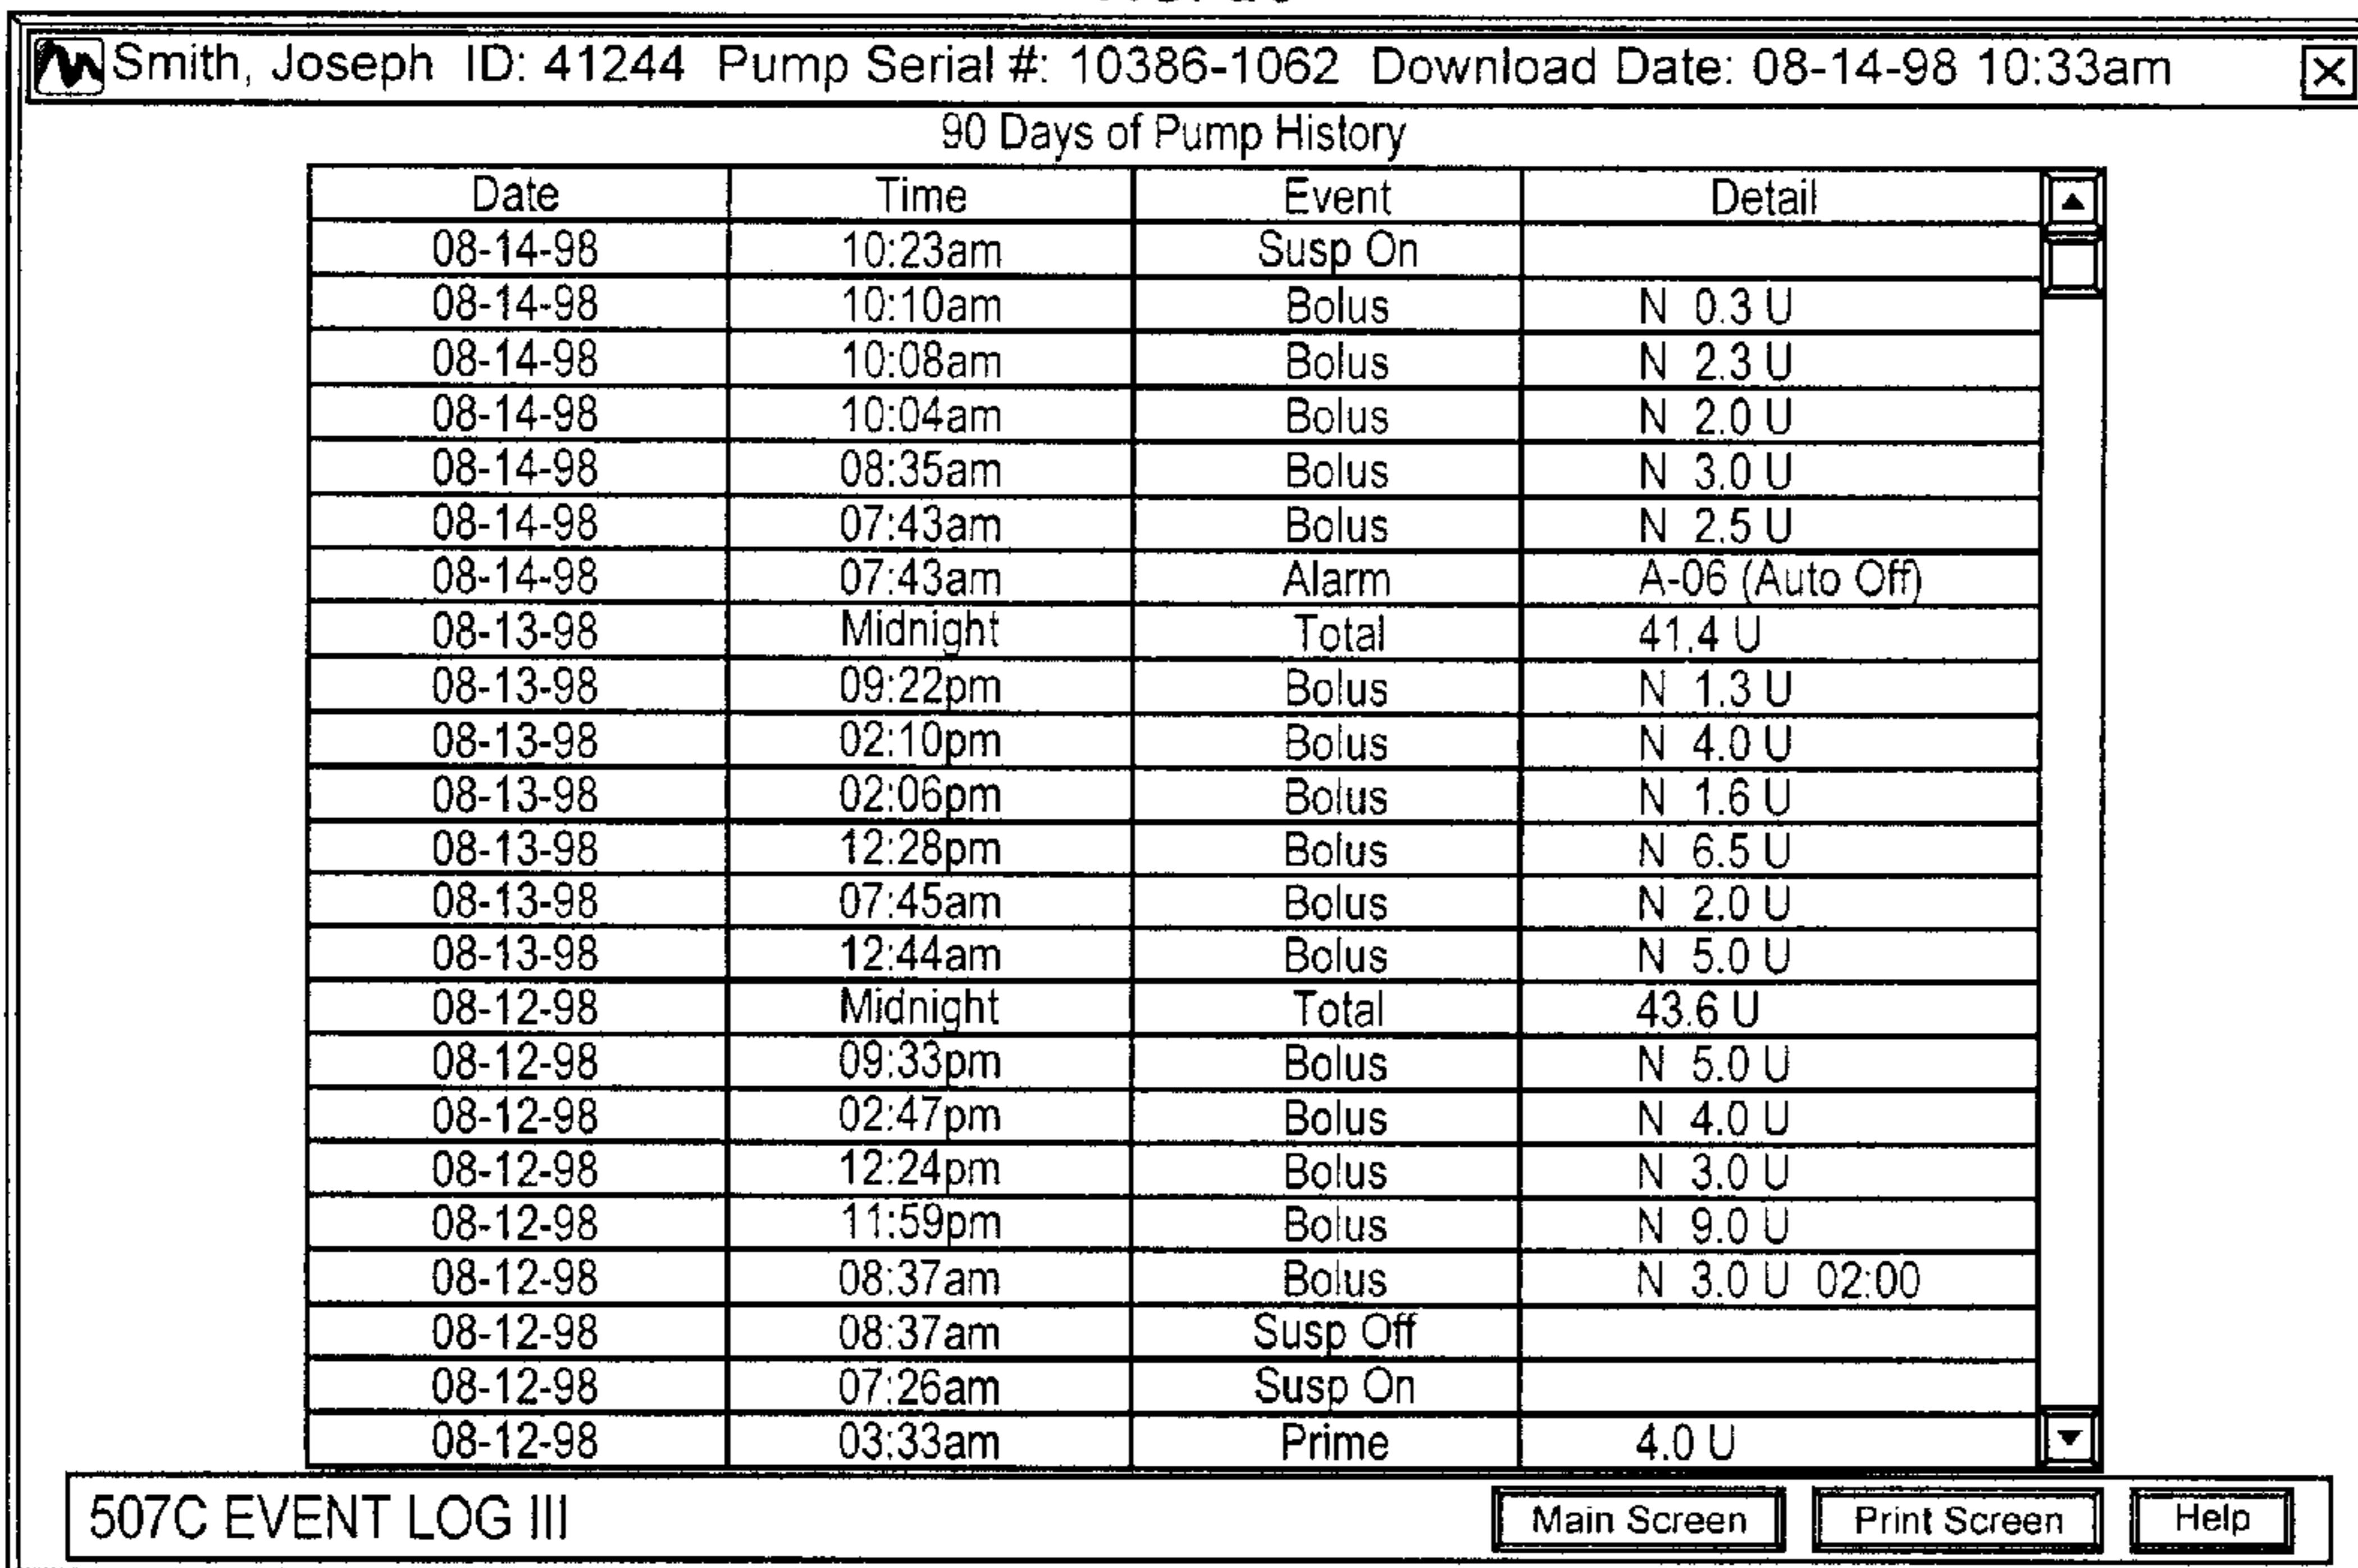 Smith, Joseph ID: 41244 Pump Serial #: 10386-1062 Download Date: 08-14-98 10:33am
90 Days of Pump History
Date Time Event Detail
08-14-98 10:23am Susp On
08-14-98 10:10am Bolus N 0.3 U
08-14-98 10:08am Bolus N 2.3 U
08-14-98 10:04am Bolus N 2.0 U
08-14-98 08:35am Bolus N 3.0 U
08-14-98 07:43am Bolus N 2.5 U
08-14-98 07:43am Alarm A-06 (Auto Off)
08-13-98 Midnight Total 41.4 U
08-13-98 09:22pm Bolus N 1.3 U
08-13-98 02:10pm Bolus N 4.0 U
08-13-98 02:06pm Bolus N 1.6 U
08-13-98 12:28pm Bolus N 6.5 U
08-13-98 07:45am Bolus N 2.0 U
08-13-98 12:44am Bolus N 5.0 U
08-12-98 Midnight Total 43.6 U
08-12-98 09:33pm Bolus N 5.0 U
08-12-98 02:47pm Bolus N 4.0 U
08-12-98 12:24pm Bolus N 3.0 U
08-12-98 11:59pm Bolus N 9.0 U
08-12-98 08:37am Bolus N 3.0 U 02:00
08-12-98 08:37am Susp Off
08-12-98 07:26am Susp On
08-12-98 03:33am Prime 4.0 U
507C EVENT LOG III Main Screen Print Screen Help